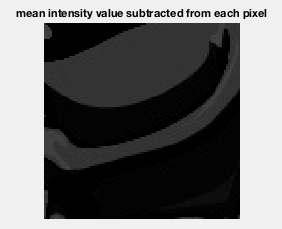 mean intensity value subtracted from each pixel